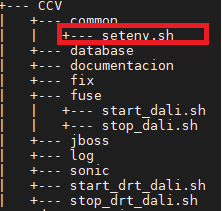 +--- CCV
|    +--- common
|    |    +--- setenv.sh
|    +--- database
|    +--- documentacion
|    +--- fix
|    +--- fuse
|    |    +--- start_dali.sh
|    |    +--- stop_dali.sh
|    +--- jboss
|    +--- log
|    +--- sonic
|    +--- start_drt_dali.sh
|    +--- stop_drt_dali.sh